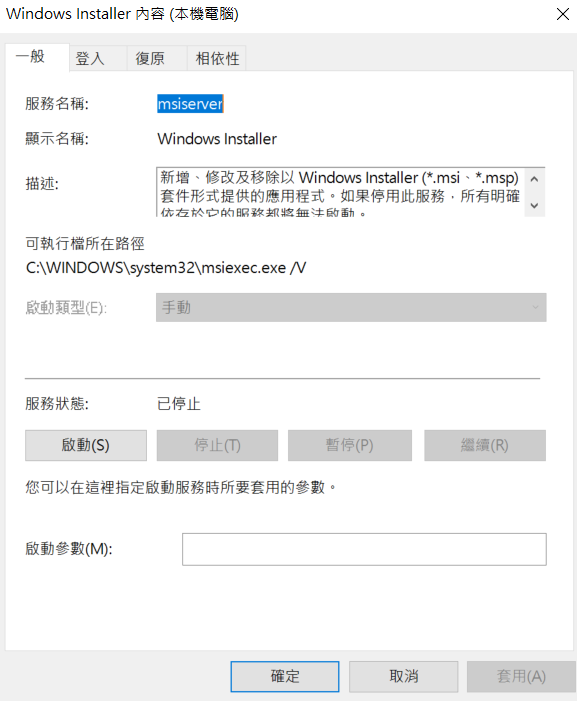 Windows Installer 內容 (本機電腦)
一般 登入 復原 相依性
服務名稱: msiserver
顯示名稱: Windows Installer
描述: 新增、修改及移除以 Windows Installer (*.msi、*.msp)
套件形式提供的應用程式。如果停用此服務，所有明確
依存於它的服務都將無法啟動。
可執行檔所在路徑
C:\WINDOWS\system32\msiexec.exe /V
啟動類型(E): 手動
服務狀態: 已停止
啟動(S) 停止(T) 暫停(P) 繼續(R)
您可以在這裡指定啟動服務時所要套用的參數。
啟動參數(M):
確定 取消 套用(A)